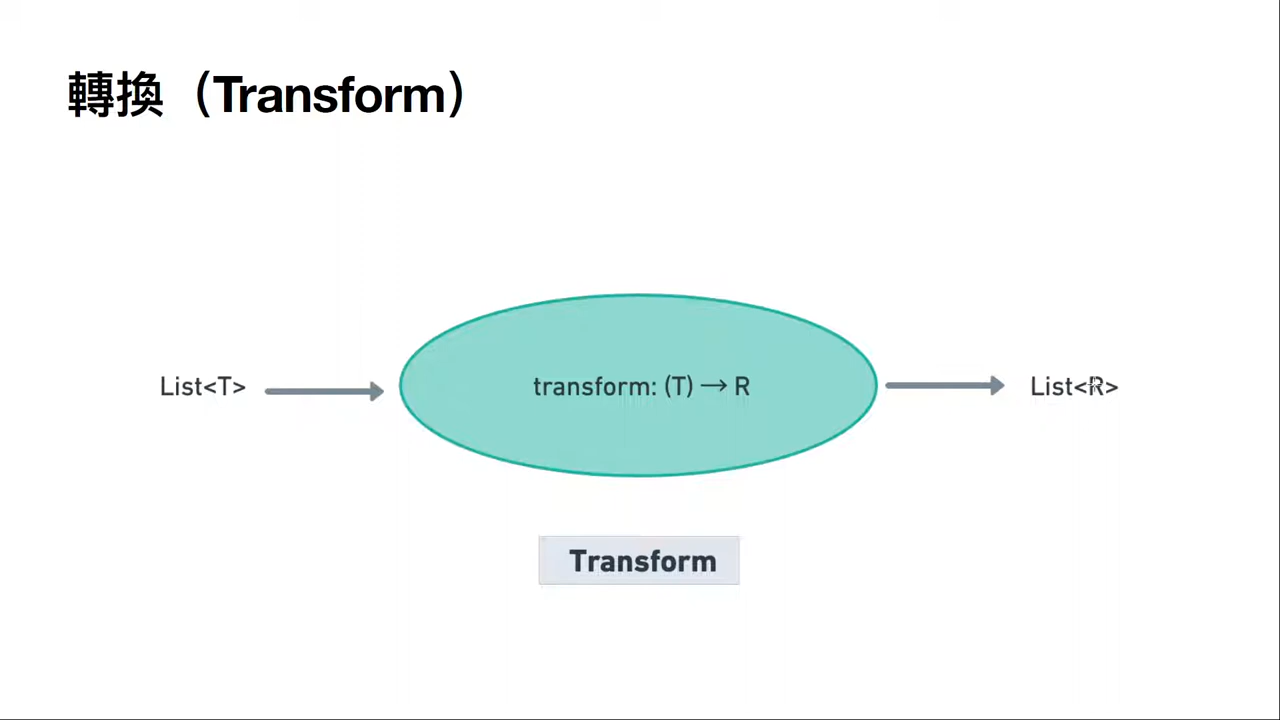 轉換（Transform）
List<T>
transform: (T) → R
List<R>
Transform